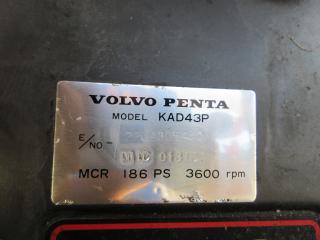 VOLVO PENTA
MODEL KAD43P
E/NO-
MCR 186 PS 3600 rpm